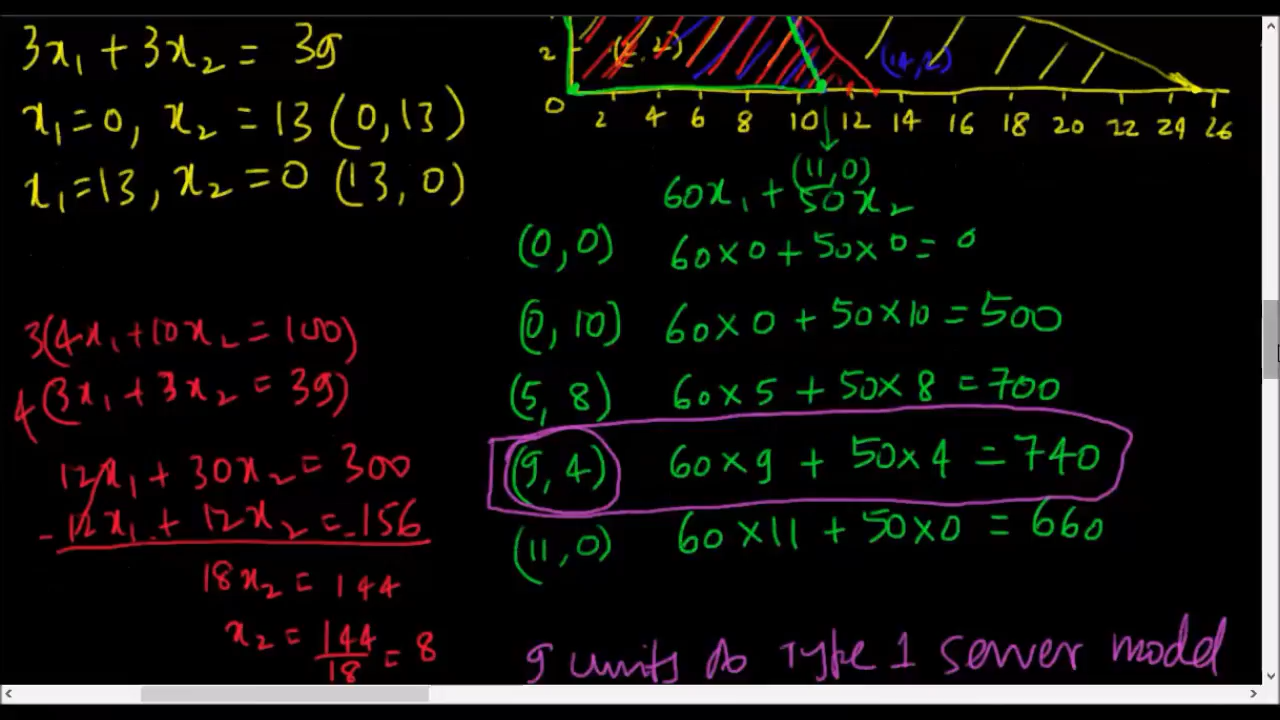 3x₁ + 3x₂ = 39
x₁=0, x₂ = 13 (0,13)
x₁=13, x₂=0 (13, 0)
3(4x₁+10x₂=100)
4(3x₁+3x₂=39)
12x₁+30x₂=300
- 12x₁+12x₂=-156
18x₂=144
x₂=144/18=8
2
(14,2)
0 2 4 6 8 10 12 14 16 18 20 22 24 26
(11,0)
60x₁+50x₂
(0,0) 60×0+50×0=0
(0,10) 60×0+50×10=500
(5,8) 60×5+50×8=700
(9,4) 60×9+50×4=740
(11,0) 60×11+50×0=660
9 units Type 1 server model